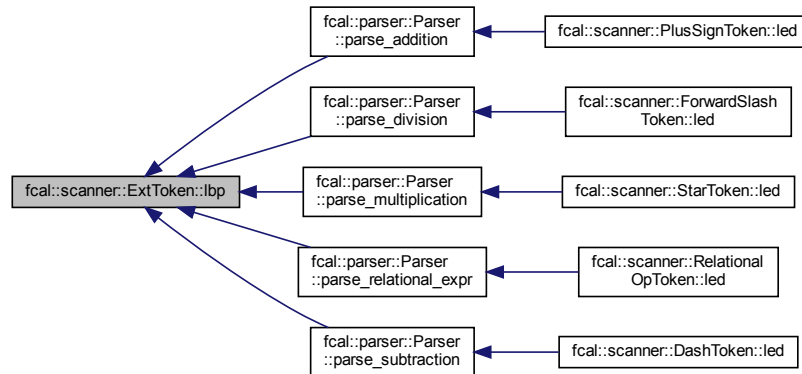 fcal::parser::Parser
::parse_addition
fcal::scanner::PlusSignToken::led
fcal::parser::Parser
::parse_division
fcal::scanner::ForwardSlash
Token::led
fcal::scanner::ExtToken::lbp
fcal::parser::Parser
::parse_multiplication
fcal::scanner::StarToken::led
fcal::parser::Parser
::parse_relational_expr
fcal::scanner::Relational
OpToken::led
fcal::parser::Parser
::parse_subtraction
fcal::scanner::DashToken::led